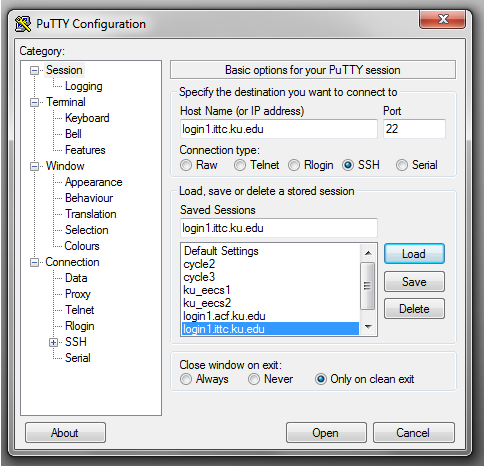 PuTTY Configuration
Category:
Session
Logging
Terminal
Keyboard
Bell
Features
Window
Appearance
Behaviour
Translation
Selection
Colours
Connection
Data
Proxy
Telnet
Rlogin
SSH
Serial
Basic options for your PuTTY session
Specify the destination you want to connect to
Host Name (or IP address) Port
login1.ittc.ku.edu 22
Connection type:
Raw Telnet Rlogin SSH Serial
Load, save or delete a stored session
Saved Sessions
login1.ittc.ku.edu
Default Settings
cycle2
cycle3
ku_eecs1
ku_eecs2
login1.acf.ku.edu
login1.ittc.ku.edu
Load
Save
Delete
Close window on exit:
Always Never Only on clean exit
About Open Cancel